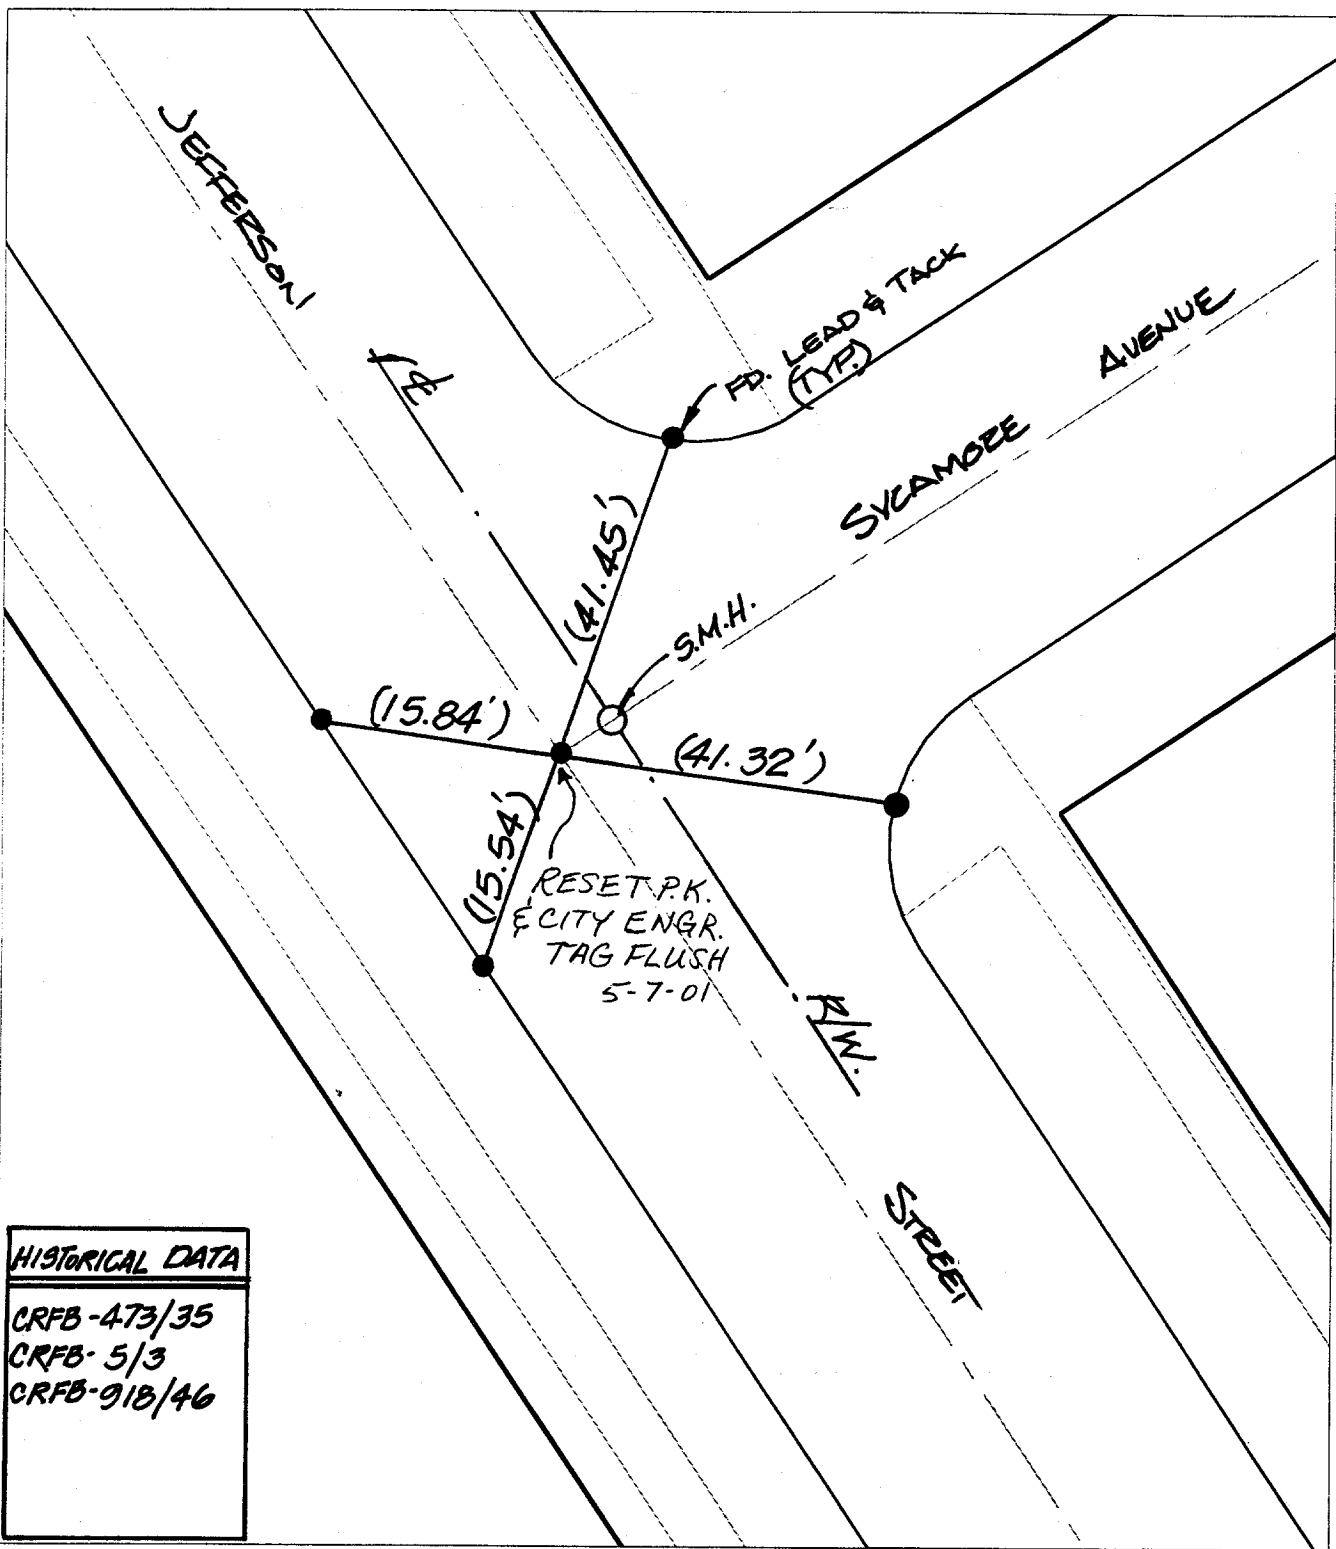 JEFFERSON
℄
FD. LEAD & TACK
(TYP.)
SYCAMORE AVENUE
(41.45')
S.M.H.
(15.84')
(41.32')
(15.54')
RESET P.K.
& CITY ENGR.
TAG FLUSH
5-7-01
R/W.
STREET
HISTORICAL DATA
CRFB-473/35
CRFB-5/3
CRFB-918/46